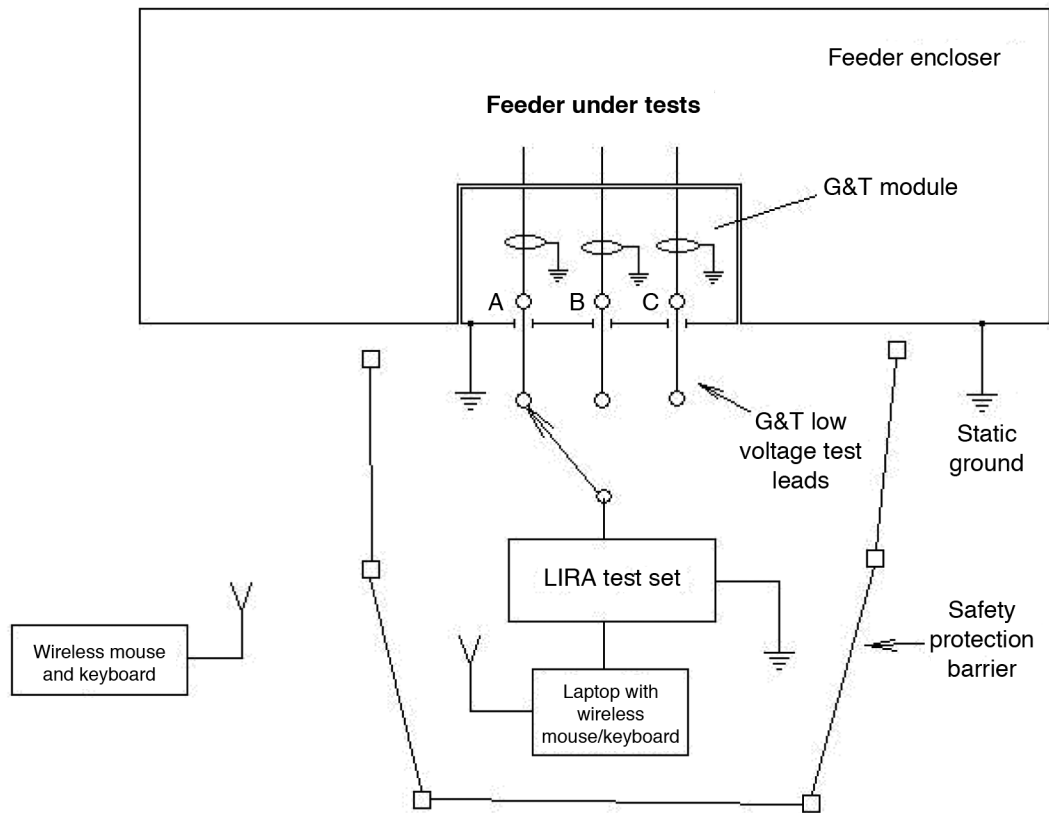 Feeder encloser
Feeder under tests
G&T module
A
B
C
G&T low
voltage test
leads
Static
ground
LIRA test set
Safety
protection
barrier
Wireless mouse
and keyboard
Laptop with
wireless
mouse/keyboard